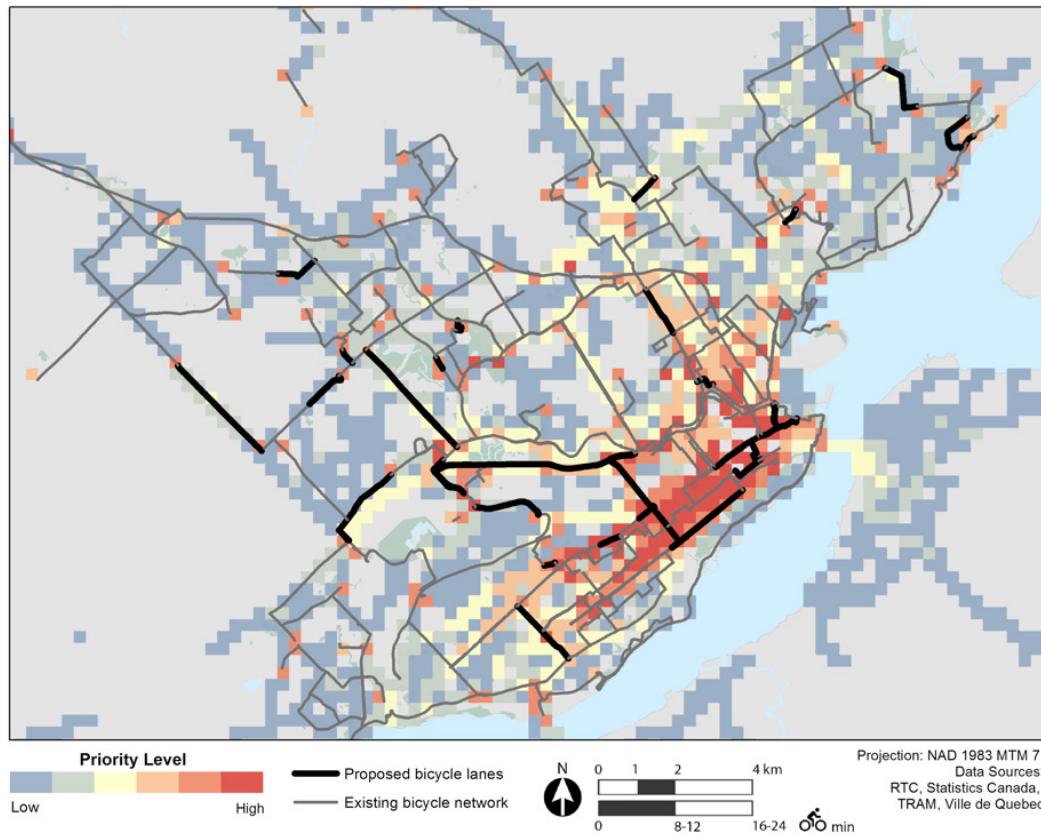 Priority Level
Low
High
Proposed bicycle lanes
Existing bicycle network
N
0 1 2 4 km
0 8-12 16-24 min
Projection: NAD 1983 MTM 7
Data Sources:
RTC, Statistics Canada,
TRAM, Ville de Quebec